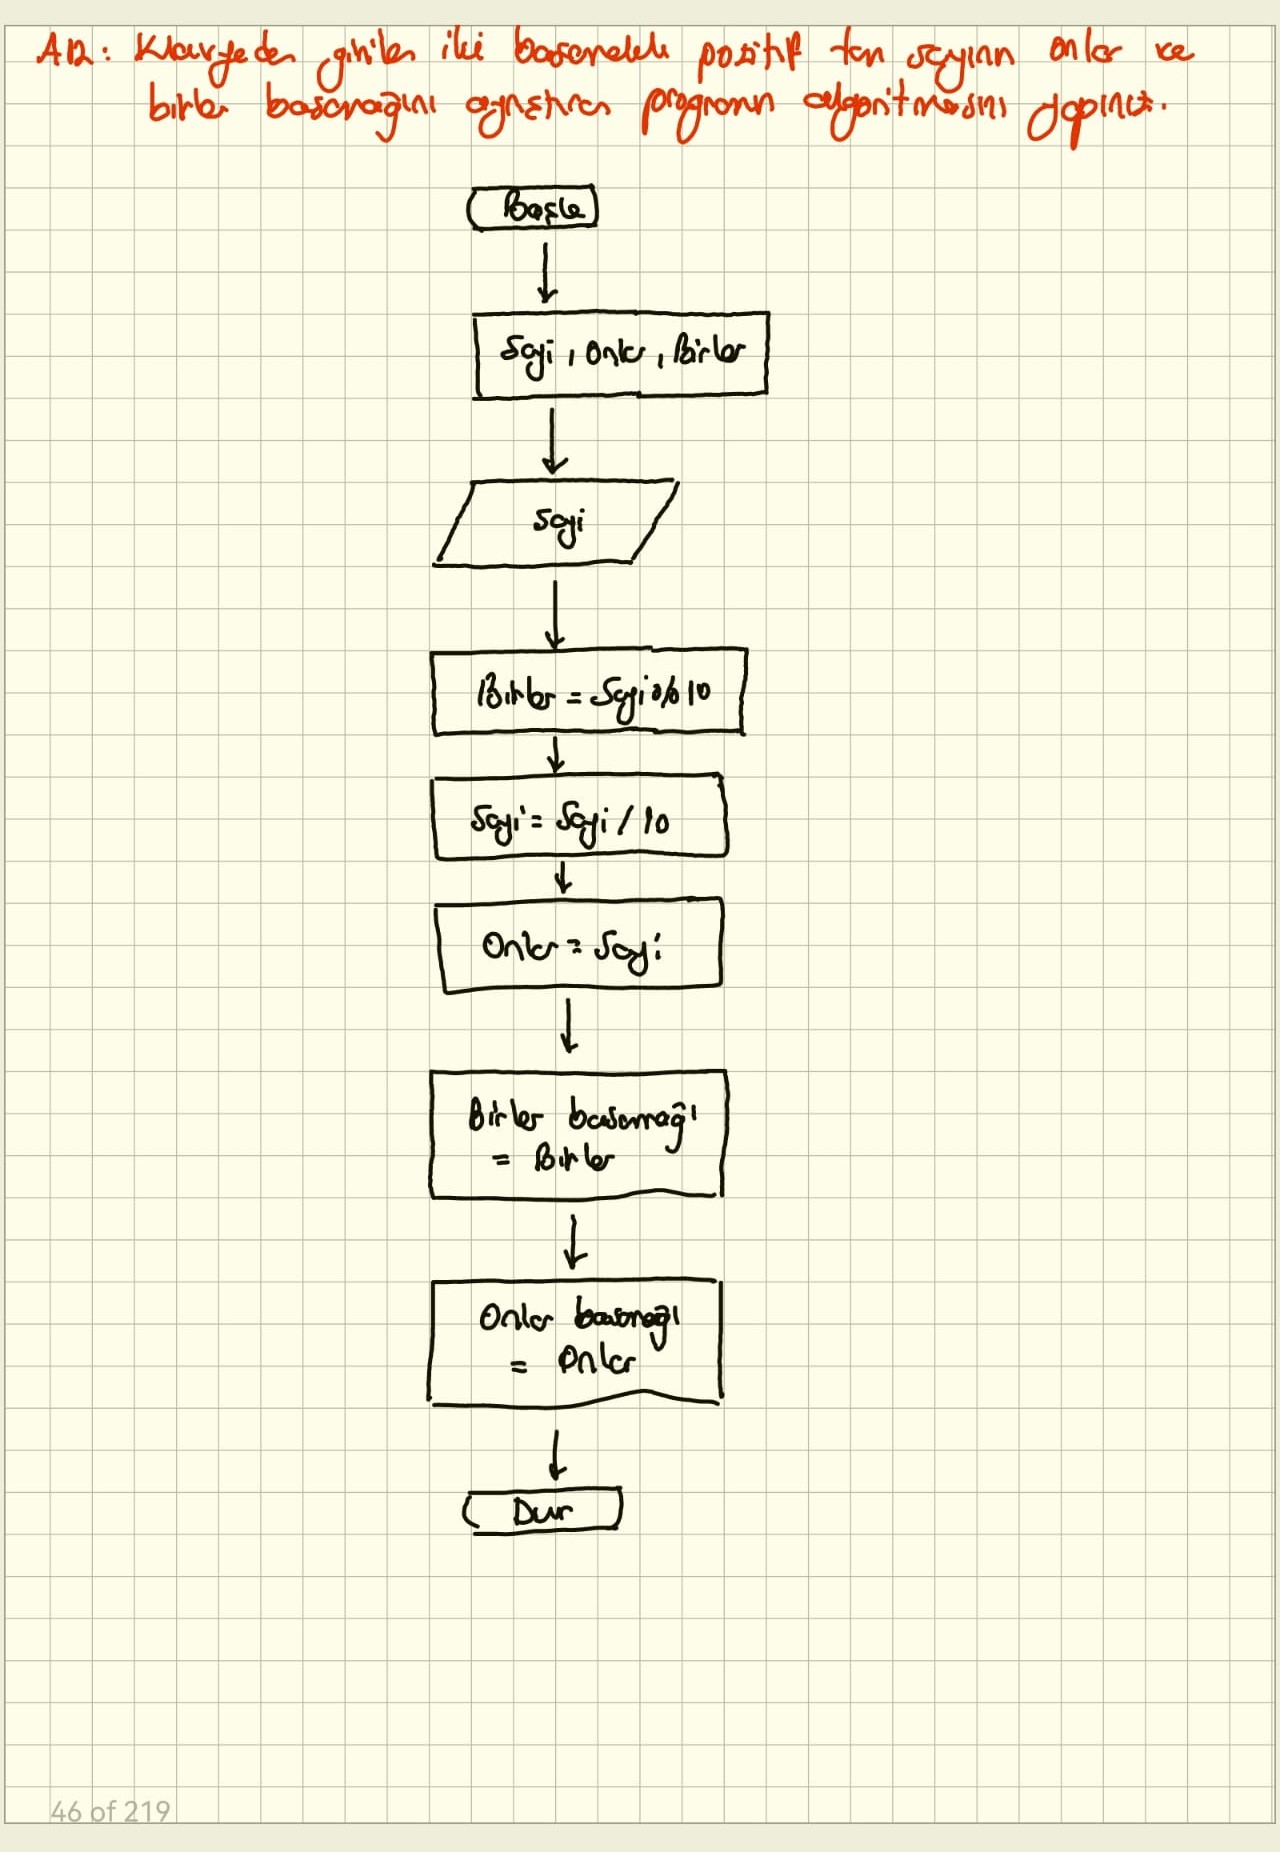 A12: Klavyeden girilen iki basamaklı pozitif tam sayının onlar ve
birler basamağını ayrıştıran programın algoritmasını yapınız.
Başla
Sayi, Onlar, Birler
Sayi
Birler = Sayi % 10
Sayi = Sayi / 10
Onlar = Sayi
Birler basamağı
= Birler
Onlar basamağı
= Onlar
Dur
46 of 219